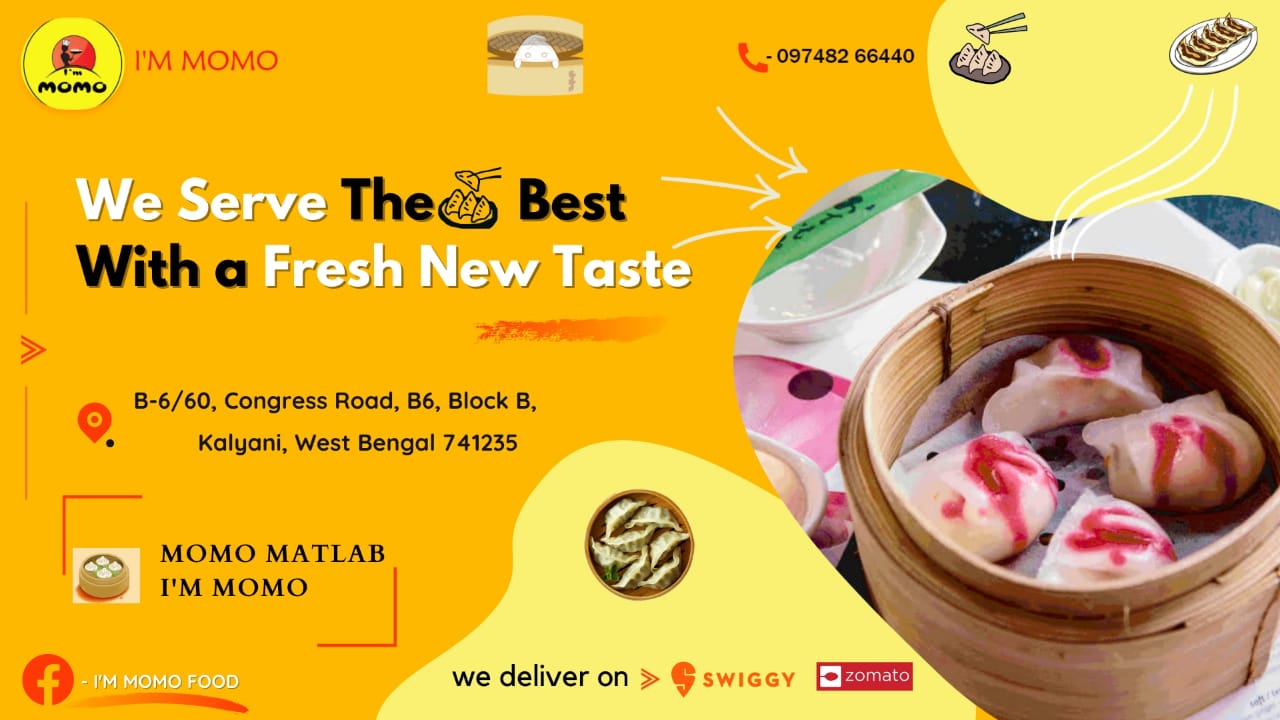 I'm
MOMO
I'M MOMO
- 097482 66440
We Serve The Best
With a Fresh New Taste
B-6/60, Congress Road, B6, Block B,
Kalyani, West Bengal 741235
MOMO MATLAB
I'M MOMO
- I'M MOMO FOOD
we deliver on
SWIGGY
zomato